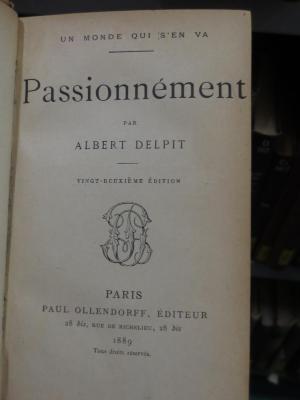 UN MONDE QUI S'EN VA
Passionnément
PAR
ALBERT DELPIT
VINGT-DEUXIÈME ÉDITION
PARIS
PAUL OLLENDORFF, ÉDITEUR
28 bis, RUE DE RICHELIEU, 28 bis
1889
Tous droits réservés.